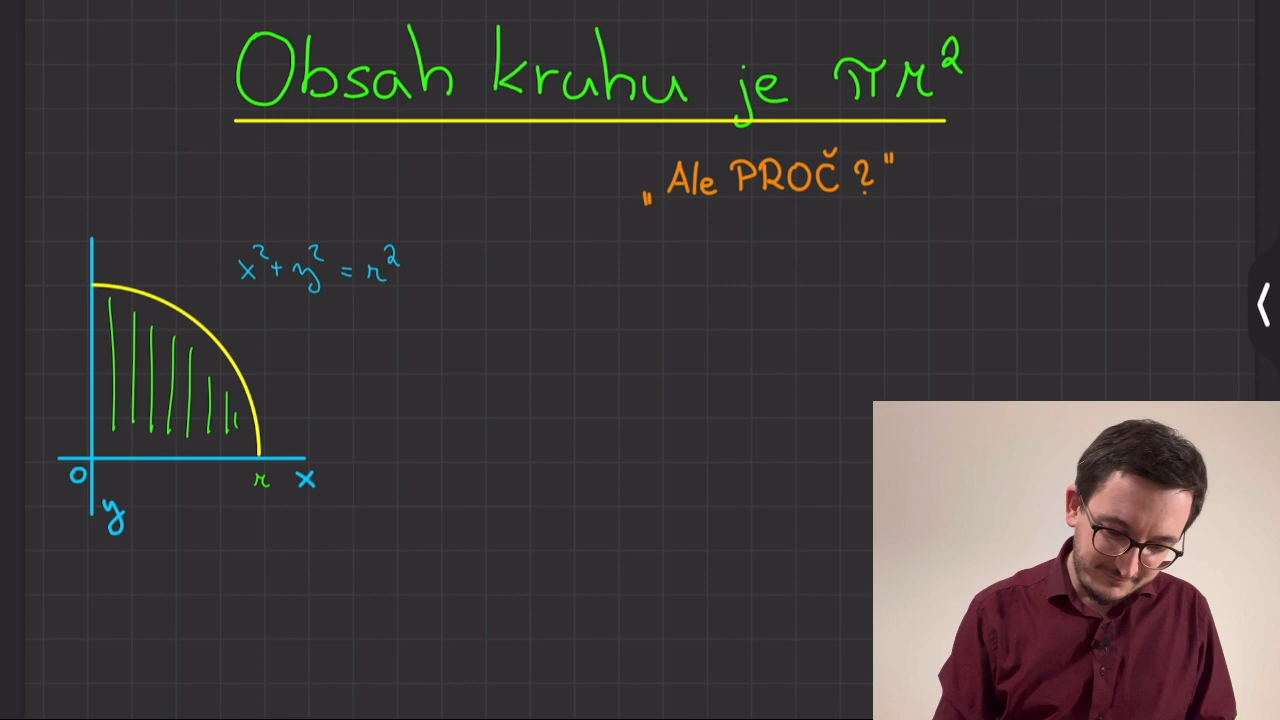 Obsah kruhu je πr²
„Ale PROČ?"
x² + y² = r²
0 r x
y